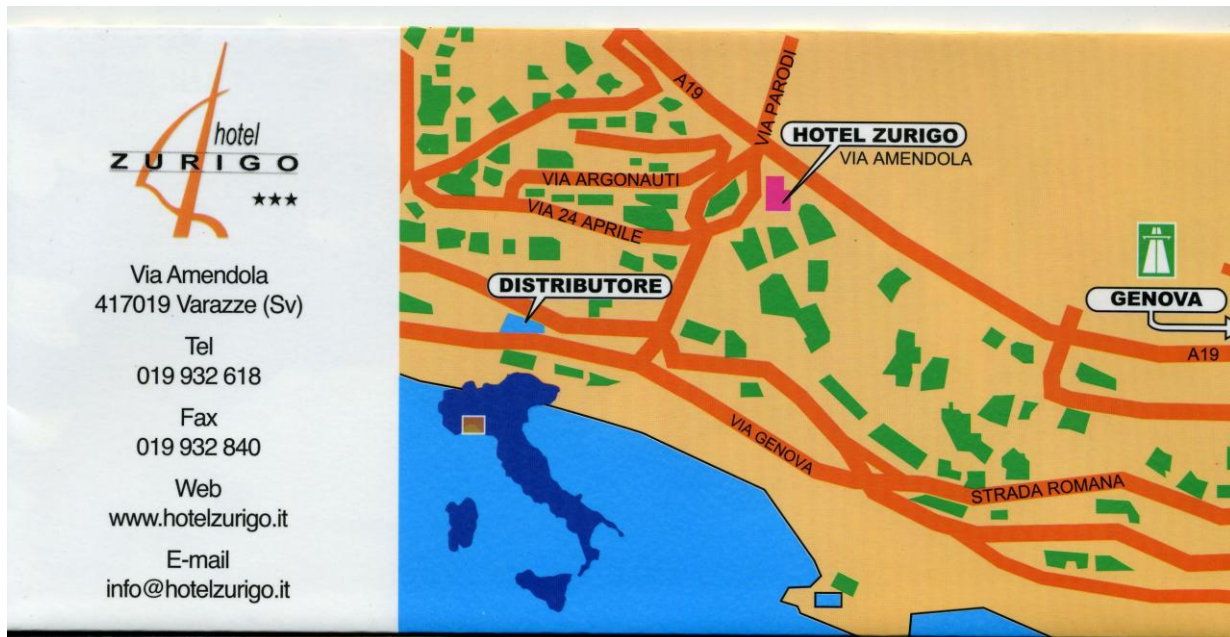 hotel
ZURIGO
★★★
Via Amendola
417019 Varazze (Sv)
Tel
019 932 618
Fax
019 932 840
Web
www.hotelzurigo.it
E-mail
info@hotelzurigo.it
A19
VIA PARODI
HOTEL ZURIGO
VIA AMENDOLA
VIA ARGONAUTI
VIA 24 APRILE
DISTRIBUTORE
GENOVA
A19
VIA GENOVA
STRADA ROMANA